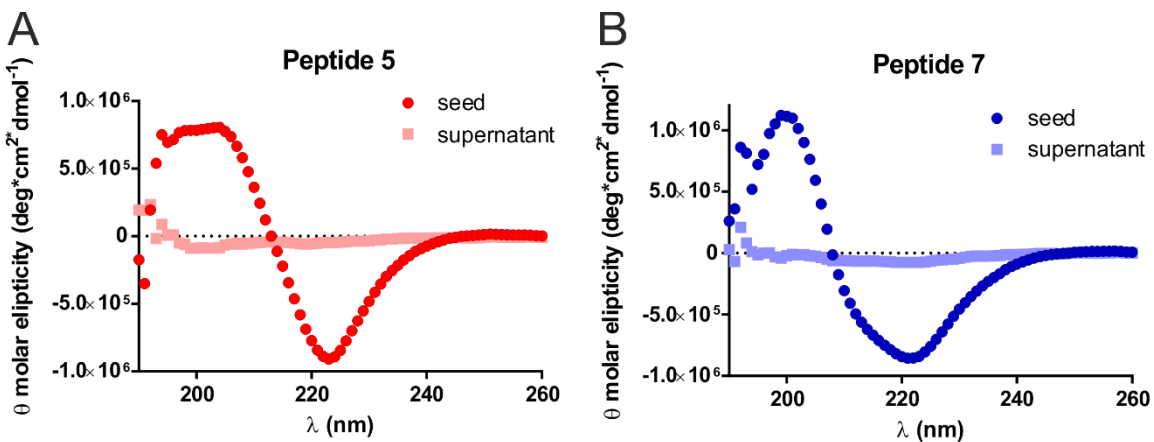 A
Peptide 5
θ molar elipticity (deg*cm2* dmol-1)
1.0×10⁶
5.0×10⁵
0
-5.0×10⁵
-1.0×10⁶
200
220
240
260
λ (nm)
seed
supernatant
B
Peptide 7
θ molar elipticity (deg*cm2* dmol-1)
1.0×10⁶
5.0×10⁵
0
-5.0×10⁵
-1.0×10⁶
200
220
240
260
λ (nm)
seed
supernatant